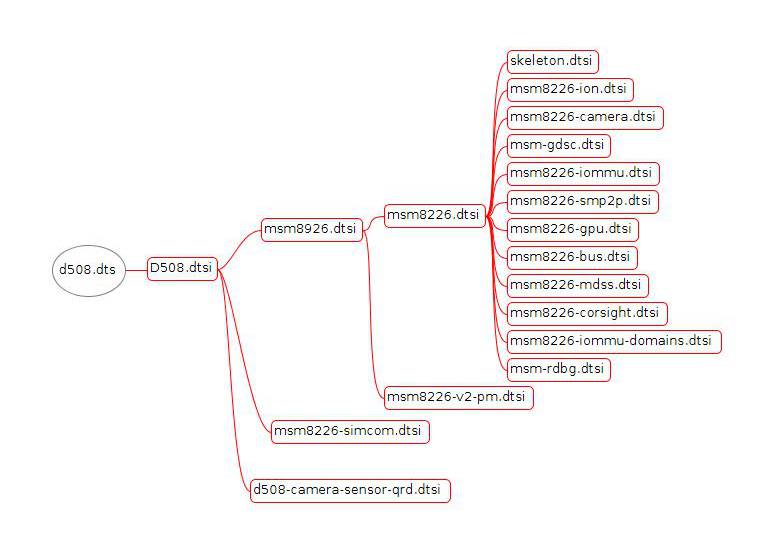 d508.dts
D508.dtsi
msm8926.dtsi
msm8226.dtsi
skeleton.dtsi
msm8226-ion.dtsi
msm8226-camera.dtsi
msm-gdsc.dtsi
msm8226-iommu.dtsi
msm8226-smp2p.dtsi
msm8226-gpu.dtsi
msm8226-bus.dtsi
msm8226-mdss.dtsi
msm8226-corsight.dtsi
msm8226-iommu-domains.dtsi
msm-rdbg.dtsi
msm8226-v2-pm.dtsi
msm8226-simcom.dtsi
d508-camera-sensor-qrd.dtsi